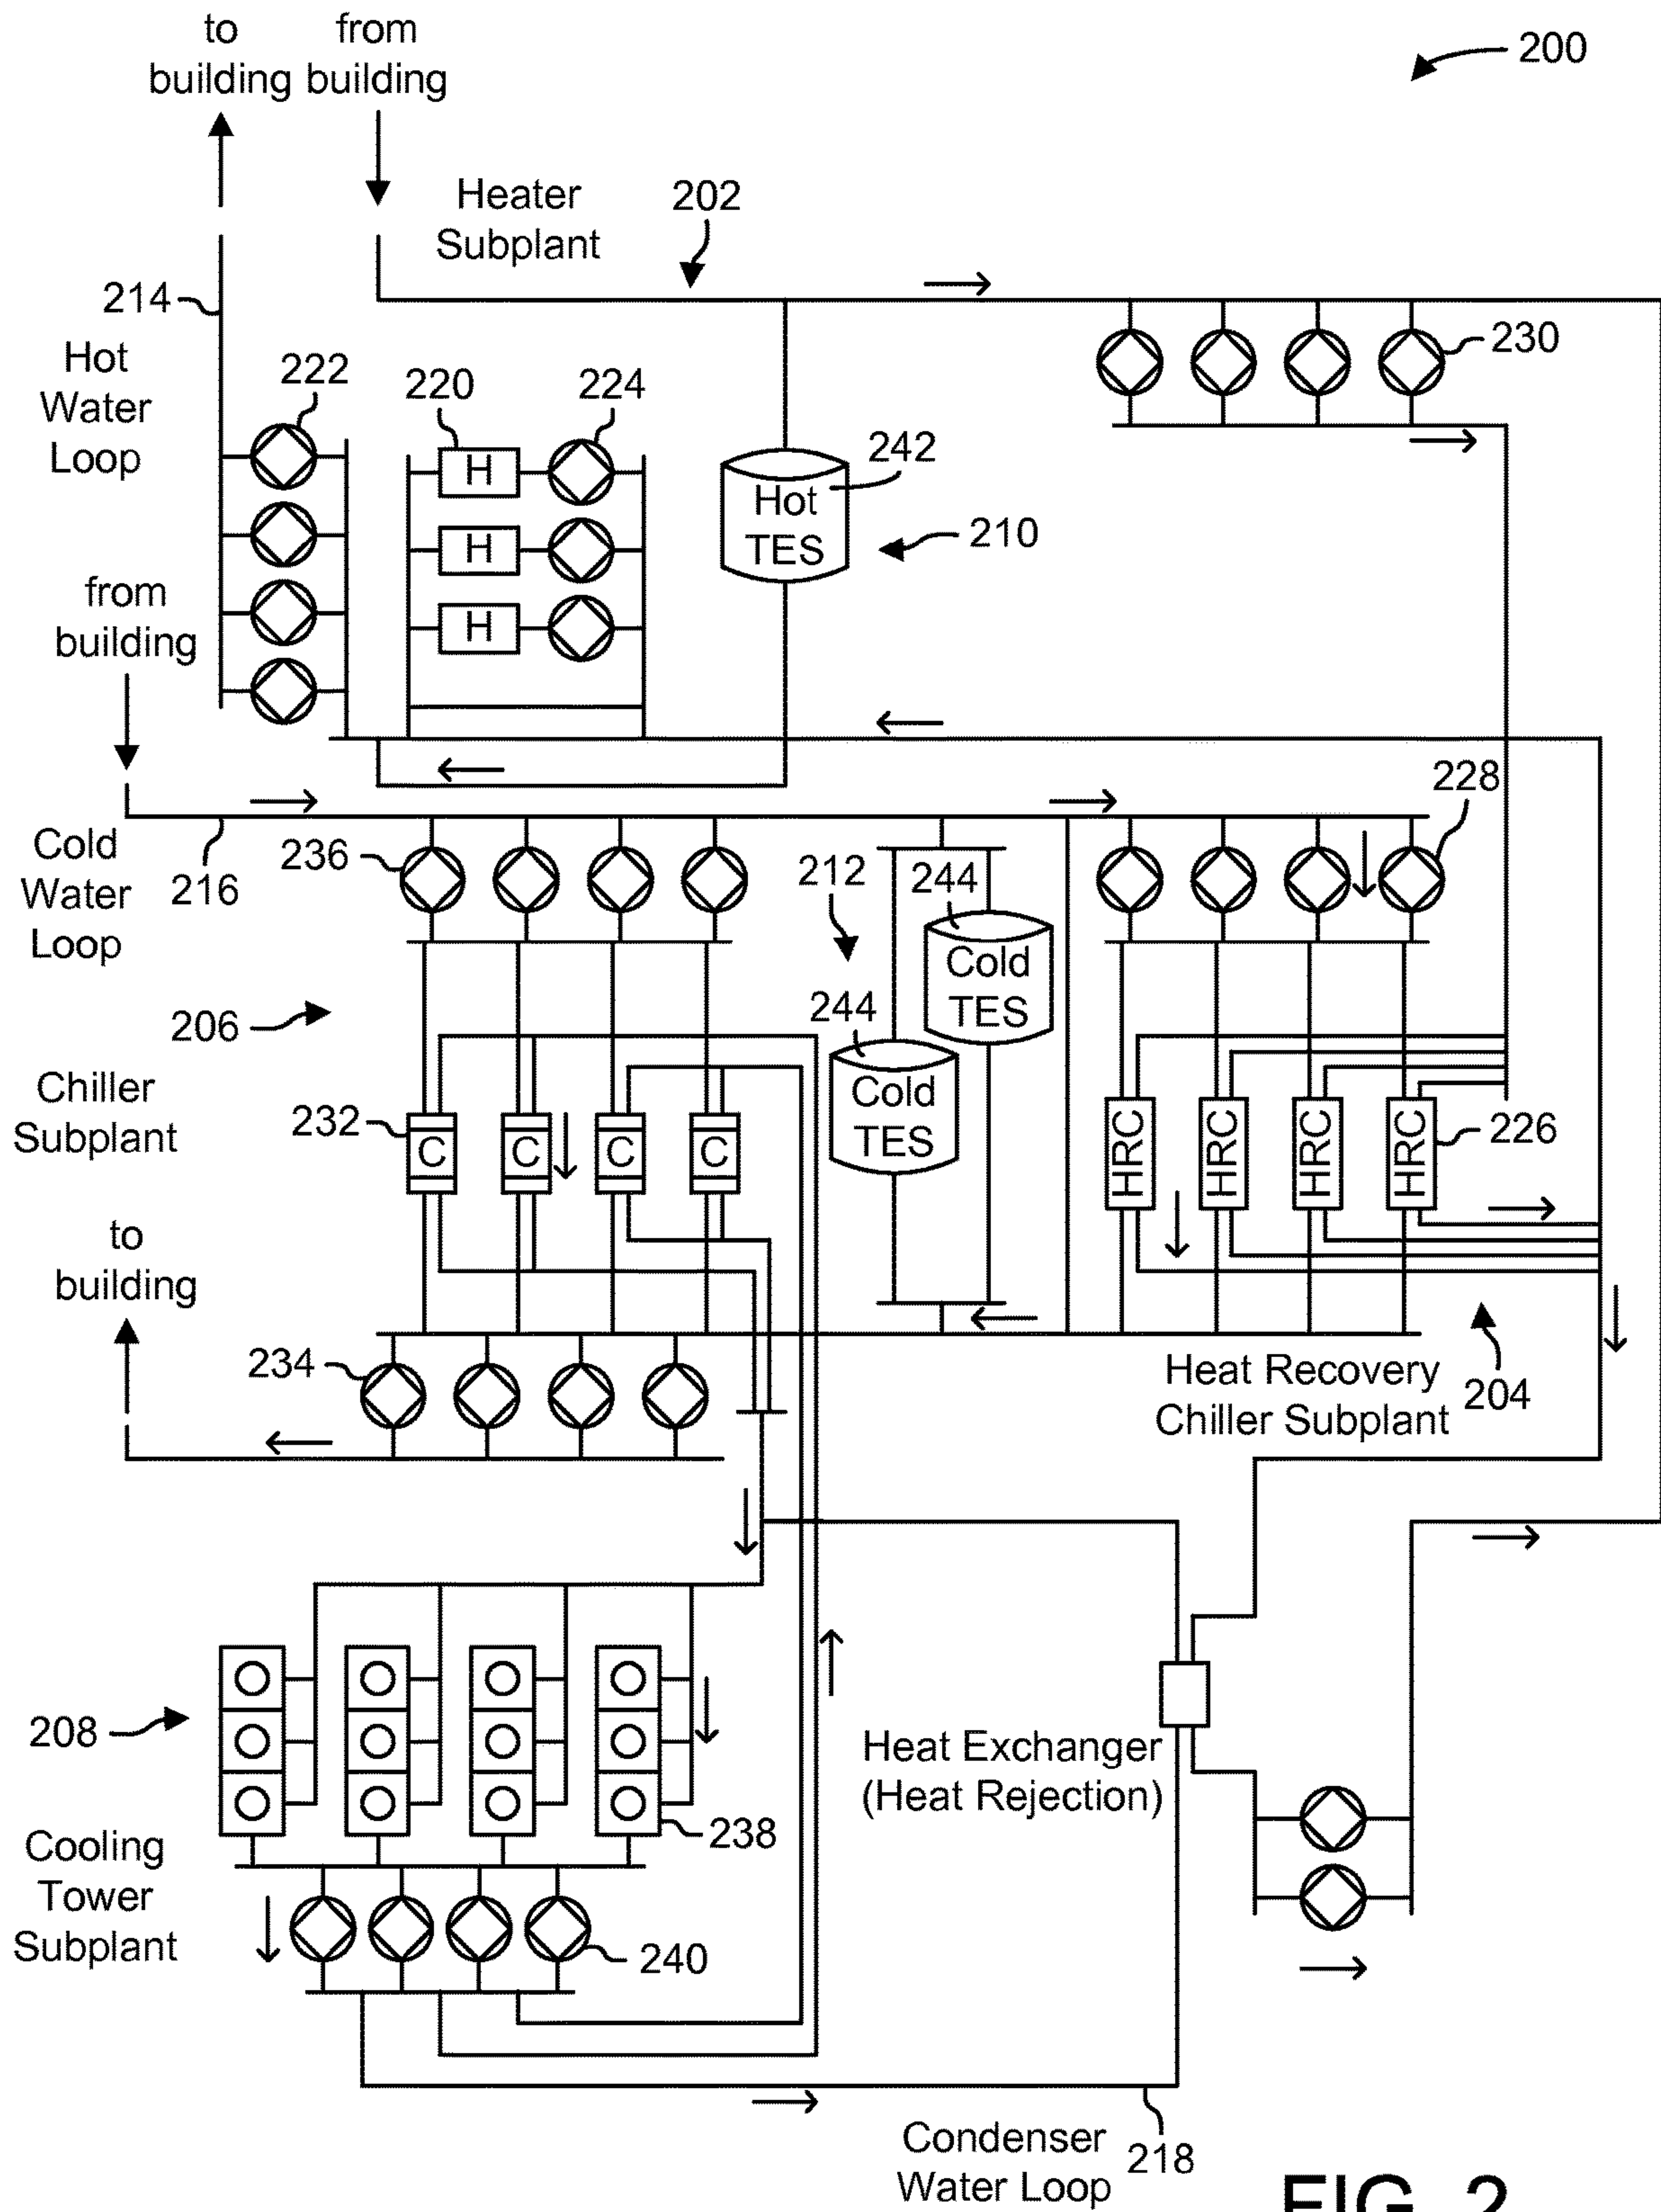 to
building
from
building
200
Heater
Subplant
202
214
Hot
Water
Loop
222
220
224
H
H
H
242
Hot
TES
210
230
from
building
228
Cold
Water
Loop
216
236
212
244
Cold
TES
244
Cold
TES
206
Chiller
Subplant
232
C
C
C
C
HRC
HRC
HRC
HRC
226
to
building
234
Heat Recovery
Chiller Subplant
204
208
Heat Exchanger
(Heat Rejection)
238
Cooling
Tower
Subplant
240
Condenser
Water Loop
218
FIG. 2